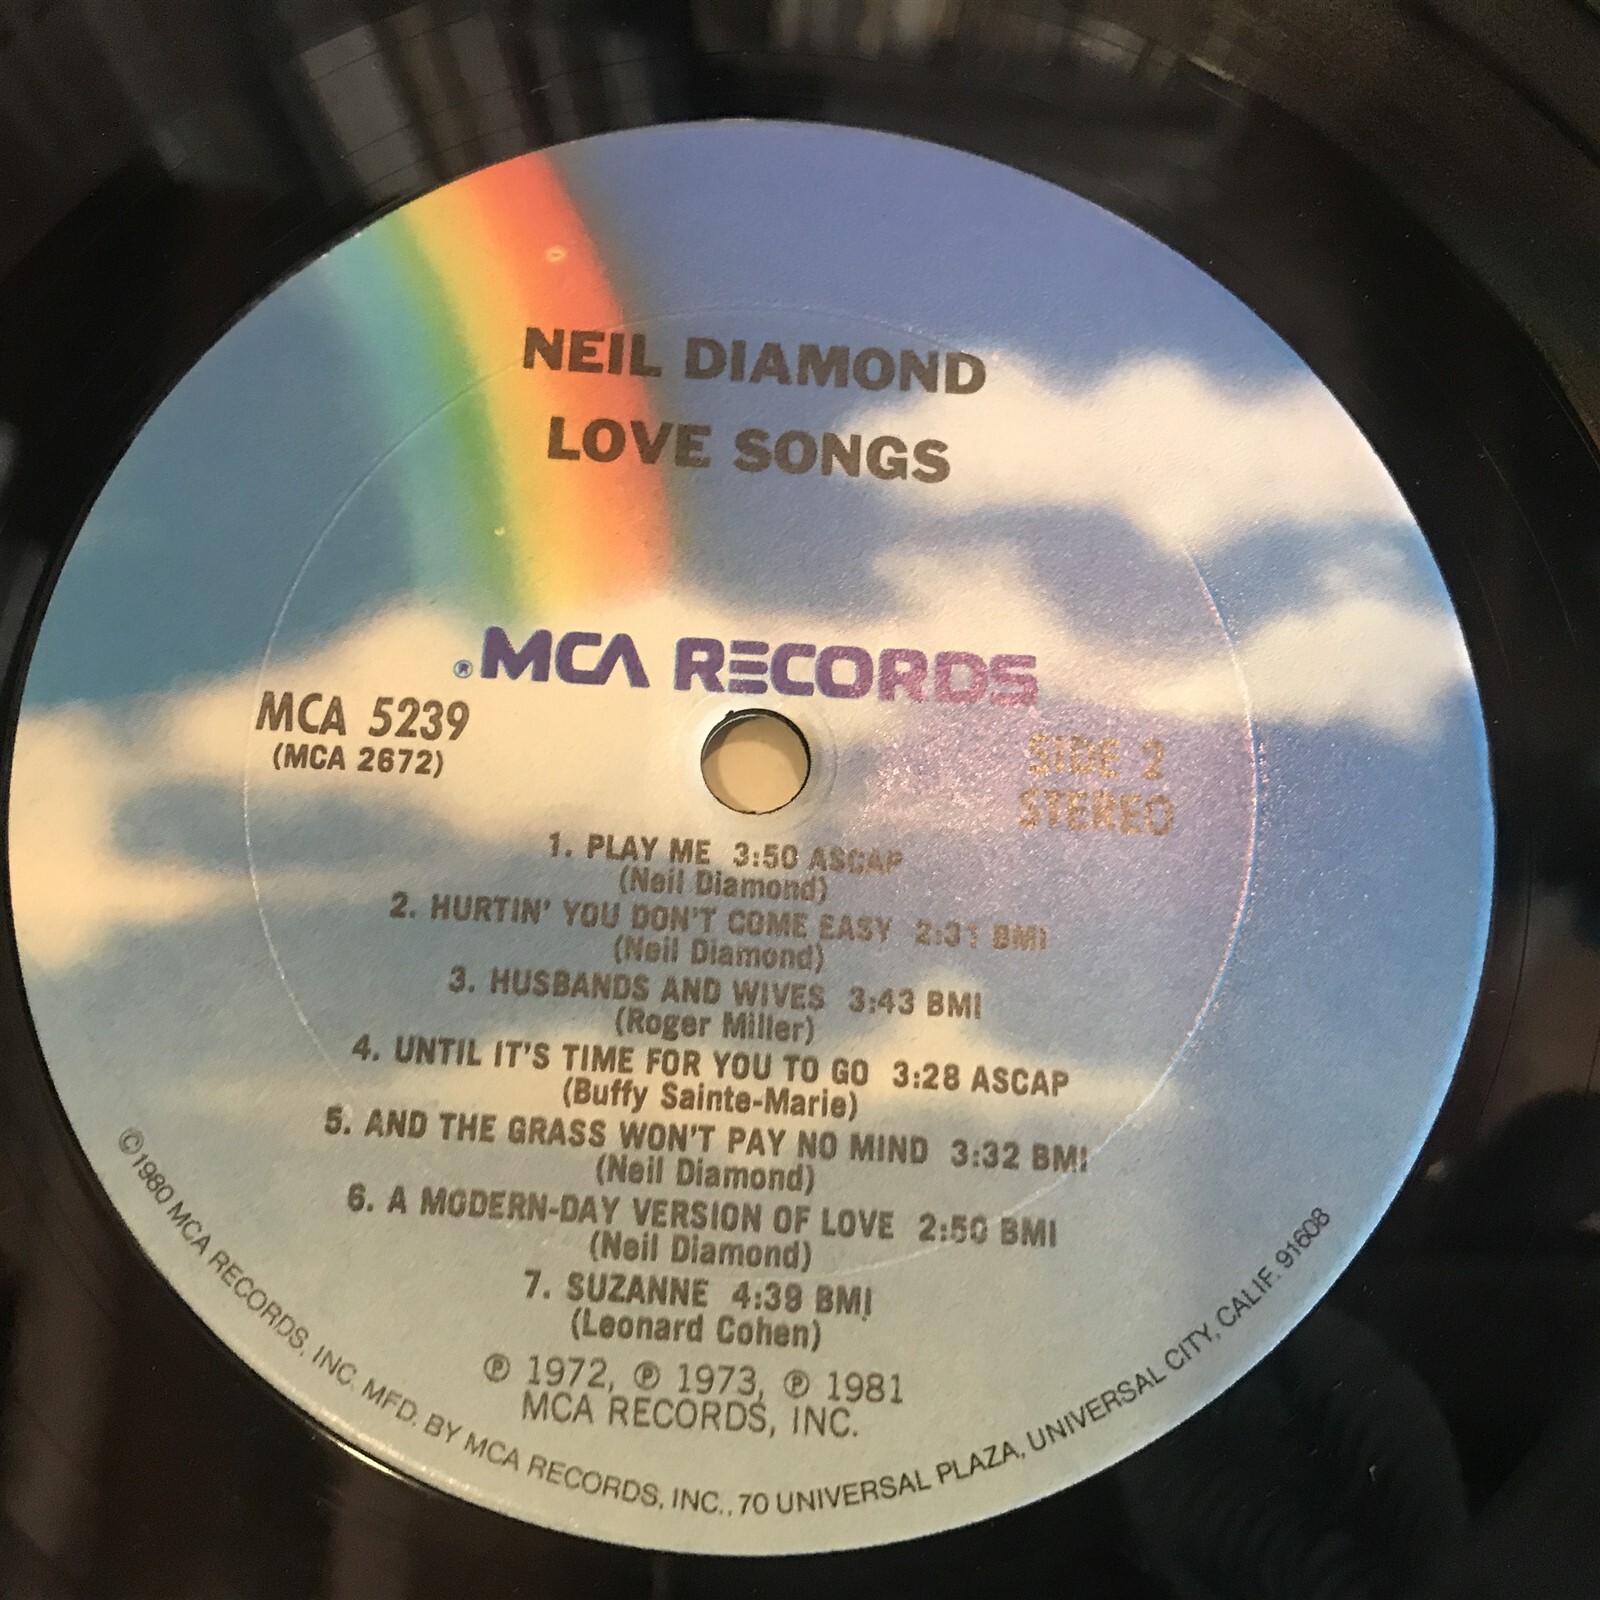 NEIL DIAMOND
LOVE SONGS
® MCA RECORDS
MCA 5239
(MCA 2672)
SIDE 2
STEREO
1. PLAY ME 3:50 ASCAP
(Neil Diamond)
2. HURTIN' YOU DON'T COME EASY 2:31 BMI
(Neil Diamond)
3. HUSBANDS AND WIVES 3:43 BMI
(Roger Miller)
4. UNTIL IT'S TIME FOR YOU TO GO 3:28 ASCAP
(Buffy Sainte-Marie)
5. AND THE GRASS WON'T PAY NO MIND 3:32 BMI
(Neil Diamond)
6. A MODERN-DAY VERSION OF LOVE 2:50 BMI
(Neil Diamond)
7. SUZANNE 4:39 BMI
(Leonard Cohen)
℗ 1972, ℗ 1973, ℗ 1981
MCA RECORDS, INC.
©1980 MCA RECORDS, INC. MFD. BY MCA RECORDS, INC., 70 UNIVERSAL PLAZA, UNIVERSAL CITY, CALIF. 91608